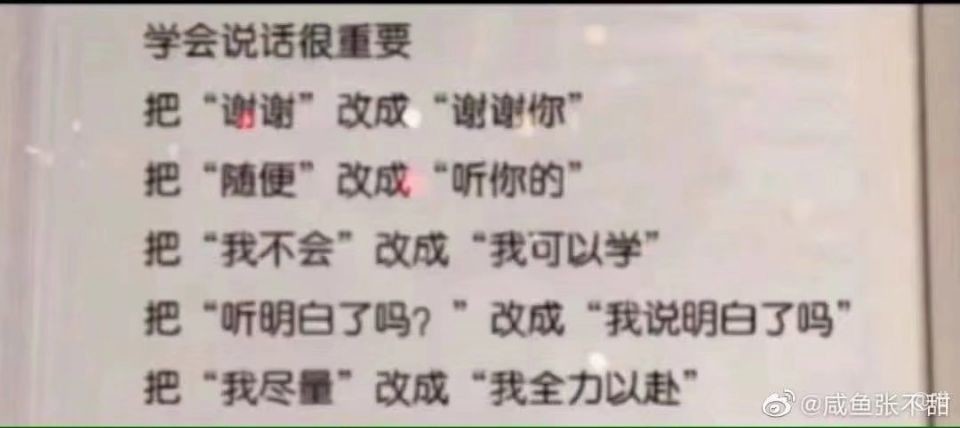 学会说话很重要
把“谢谢”改成“谢谢你”
把“随便”改成“听你的”
把“我不会”改成“我可以学”
把“听明白了吗？”改成“我说明白了吗”
把“我尽量”改成“我全力以赴”
@咸鱼张不甜